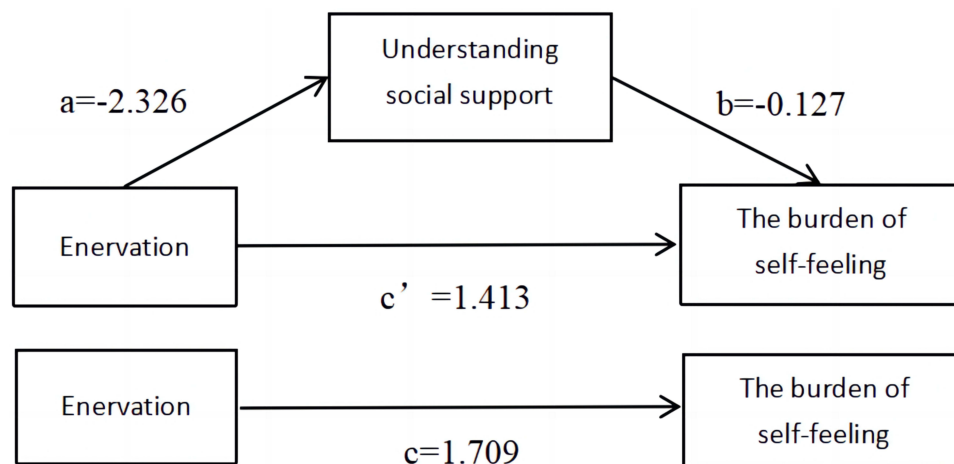 Understanding
social support
a=-2.326
b=-0.127
Enervation
The burden of
self-feeling
c’=1.413
Enervation
The burden of
self-feeling
c=1.709